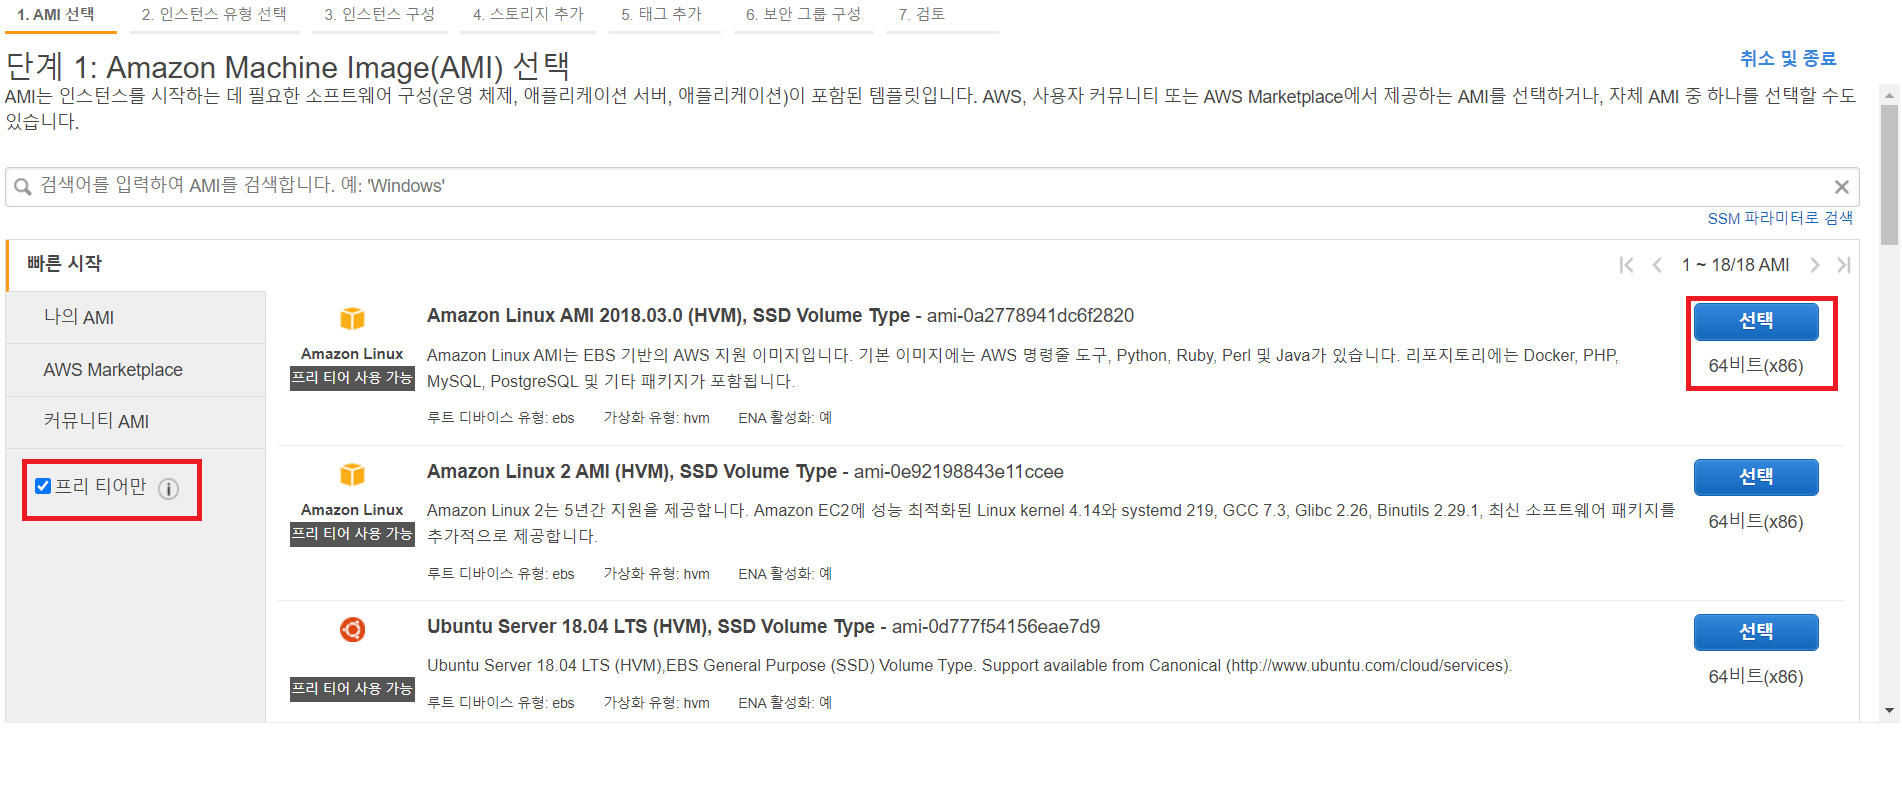 1. AMI 선택
2. 인스턴스 유형 선택
3. 인스턴스 구성
4. 스토리지 추가
5. 태그 추가
6. 보안 그룹 구성
7. 검토
단계 1: Amazon Machine Image(AMI) 선택
취소 및 종료
AMI는 인스턴스를 시작하는 데 필요한 소프트웨어 구성(운영 체제, 애플리케이션 서버, 애플리케이션)이 포함된 템플릿입니다. AWS, 사용자 커뮤니티 또는 AWS Marketplace에서 제공하는 AMI를 선택하거나, 자체 AMI 중 하나를 선택할 수도
있습니다.
검색어를 입력하여 AMI를 검색합니다. 예: 'Windows'
SSM 파라미터로 검색
빠른 시작
1 ~ 18/18 AMI
나의 AMI
AWS Marketplace
커뮤니티 AMI
프리 티어만
Amazon Linux
프리 티어 사용 가능
Amazon Linux AMI 2018.03.0 (HVM), SSD Volume Type - ami-0a2778941dc6f2820
Amazon Linux AMI는 EBS 기반의 AWS 지원 이미지입니다. 기본 이미지에는 AWS 명령줄 도구, Python, Ruby, Perl 및 Java가 있습니다. 리포지토리에는 Docker, PHP,
MySQL, PostgreSQL 및 기타 패키지가 포함됩니다.
루트 디바이스 유형: ebs 가상화 유형: hvm ENA 활성화: 예
선택
64비트(x86)
Amazon Linux
프리 티어 사용 가능
Amazon Linux 2 AMI (HVM), SSD Volume Type - ami-0e92198843e11ccee
Amazon Linux 2는 5년간 지원을 제공합니다. Amazon EC2에 성능 최적화된 Linux kernel 4.14와 systemd 219, GCC 7.3, Glibc 2.26, Binutils 2.29.1, 최신 소프트웨어 패키지를
추가적으로 제공합니다.
루트 디바이스 유형: ebs 가상화 유형: hvm ENA 활성화: 예
선택
64비트(x86)
프리 티어 사용 가능
Ubuntu Server 18.04 LTS (HVM), SSD Volume Type - ami-0d777f54156eae7d9
Ubuntu Server 18.04 LTS (HVM),EBS General Purpose (SSD) Volume Type. Support available from Canonical (http://www.ubuntu.com/cloud/services).
루트 디바이스 유형: ebs 가상화 유형: hvm ENA 활성화: 예
선택
64비트(x86)